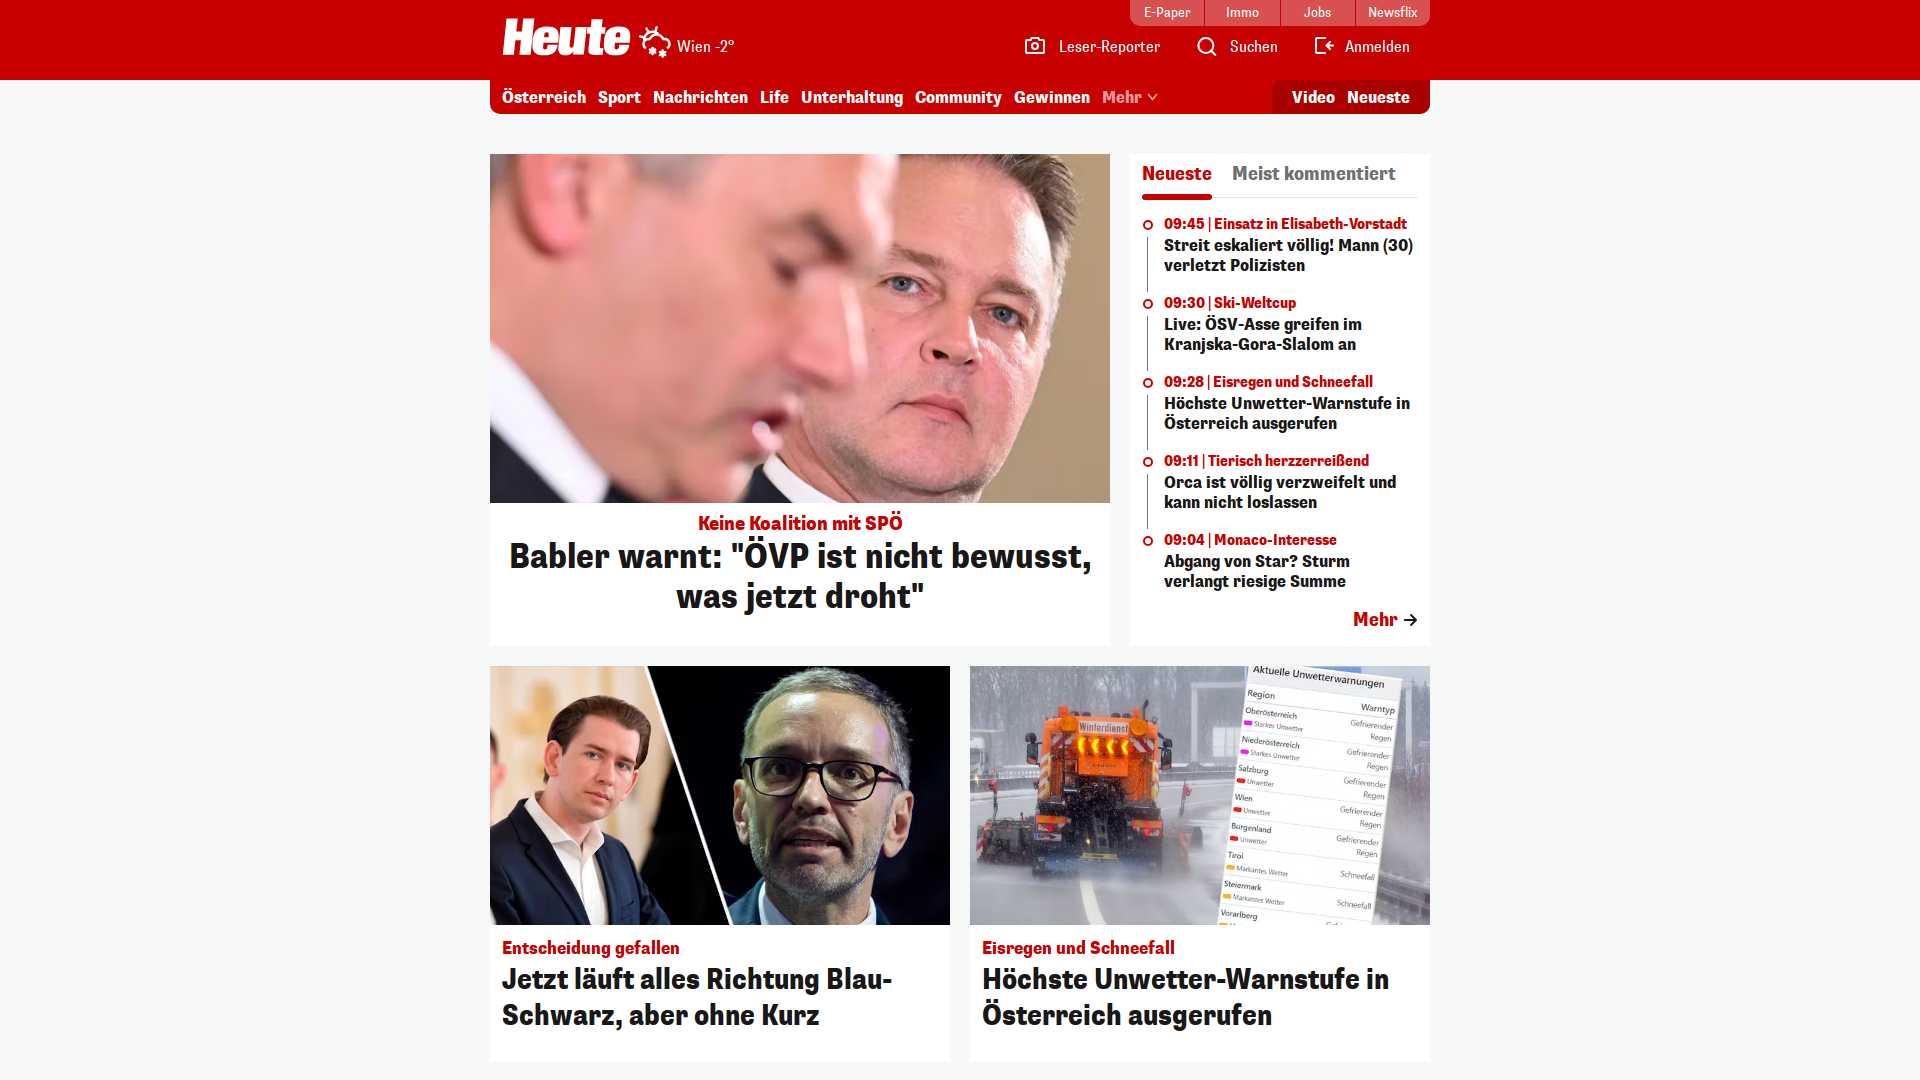 E-Paper
Immo
Jobs
Newsflix
Heute
Wien -2°
Leser-Reporter
Suchen
Anmelden
Österreich
Sport
Nachrichten
Life
Unterhaltung
Community
Gewinnen
Mehr
Video
Neueste
Keine Koalition mit SPÖ
Babler warnt: "ÖVP ist nicht bewusst,
was jetzt droht"
Neueste
Meist kommentiert
09:45 | Einsatz in Elisabeth-Vorstadt
Streit eskaliert völlig! Mann (30)
verletzt Polizisten
09:30 | Ski-Weltcup
Live: ÖSV-Asse greifen im
Kranjska-Gora-Slalom an
09:28 | Eisregen und Schneefall
Höchste Unwetter-Warnstufe in
Österreich ausgerufen
09:11 | Tierisch herzzerreißend
Orca ist völlig verzweifelt und
kann nicht loslassen
09:04 | Monaco-Interesse
Abgang von Star? Sturm
verlangt riesige Summe
Mehr
Entscheidung gefallen
Jetzt läuft alles Richtung Blau-
Schwarz, aber ohne Kurz
Winterdienst
Aktuelle Unwetterwarnungen
Region
Warntyp
Oberösterreich
Starkes Unwetter
Gefrierender
Regen
Niederösterreich
Starkes Unwetter
Gefrierender
Regen
Salzburg
Unwetter
Gefrierender
Regen
Wien
Unwetter
Gefrierender
Regen
Burgenland
Unwetter
Gefrierender
Regen
Tirol
Markantes Wetter
Schneefall
Steiermark
Markantes Wetter
Schneefall
Vorarlberg
Eisregen und Schneefall
Höchste Unwetter-Warnstufe in
Österreich ausgerufen